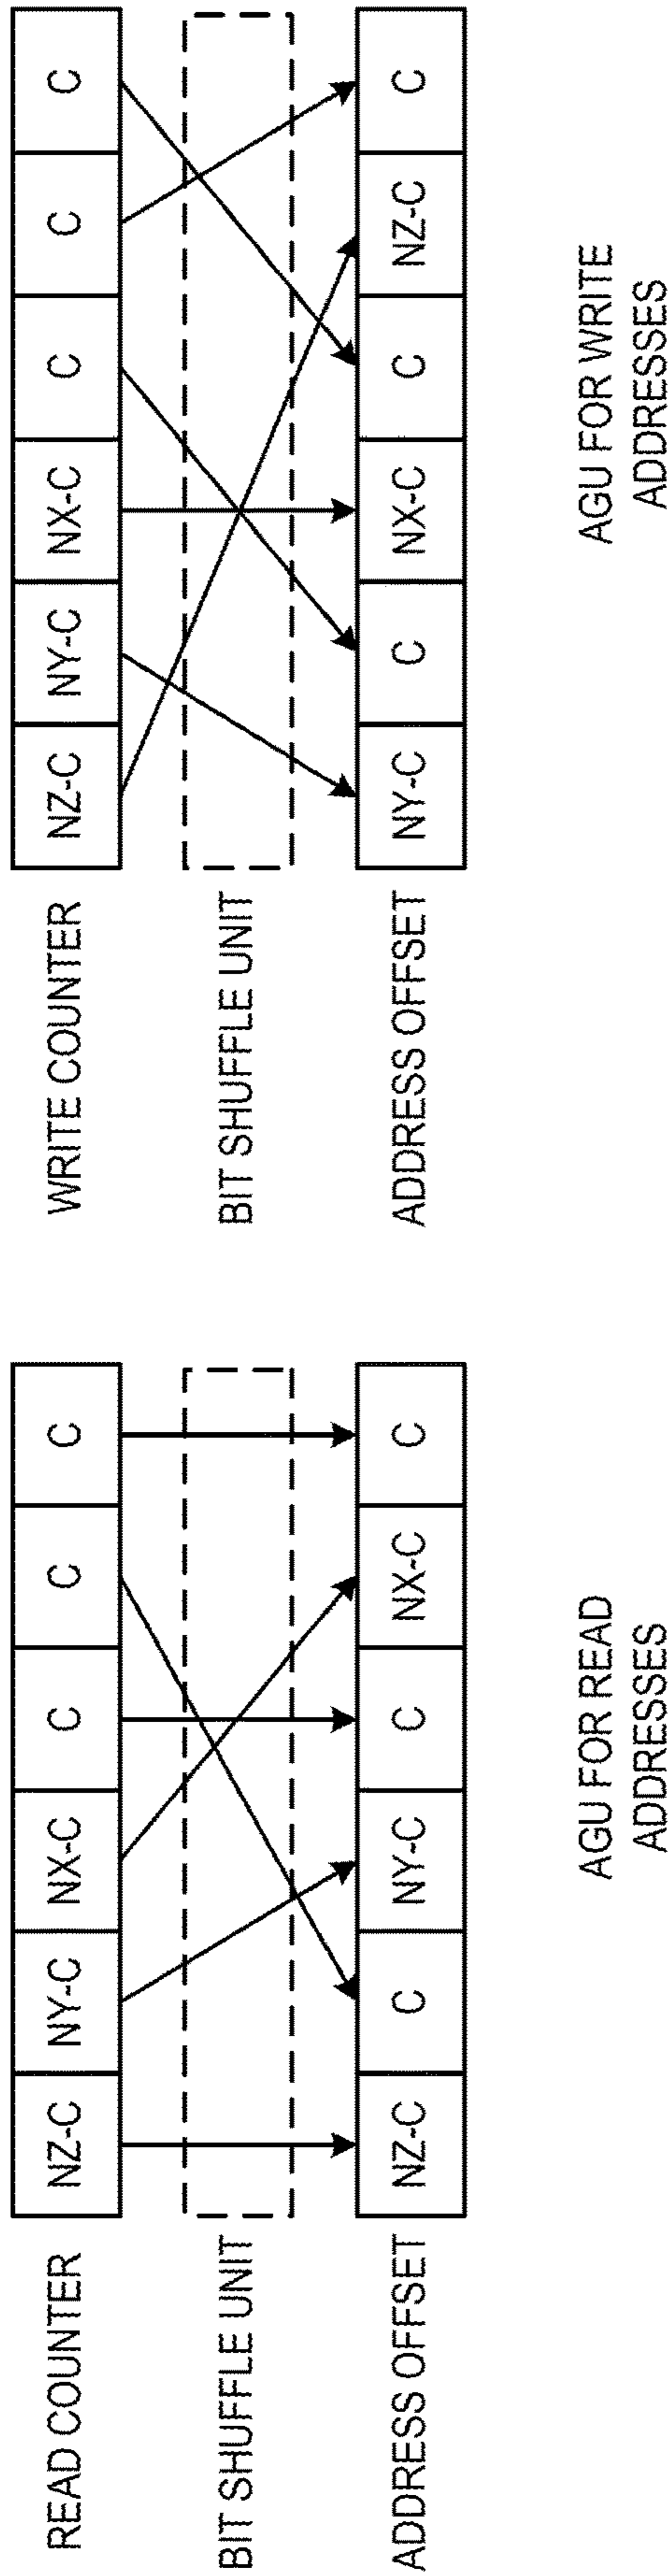 READ COUNTER
NZ-C NY-C NX-C C C C
BIT SHUFFLE UNIT
ADDRESS OFFSET
NZ-C C NY-C C NX-C C
AGU FOR READ
ADDRESSES
WRITE COUNTER
NZ-C NY-C NX-C C C C
BIT SHUFFLE UNIT
ADDRESS OFFSET
NY-C C NX-C C NZ-C C
AGU FOR WRITE
ADDRESSES